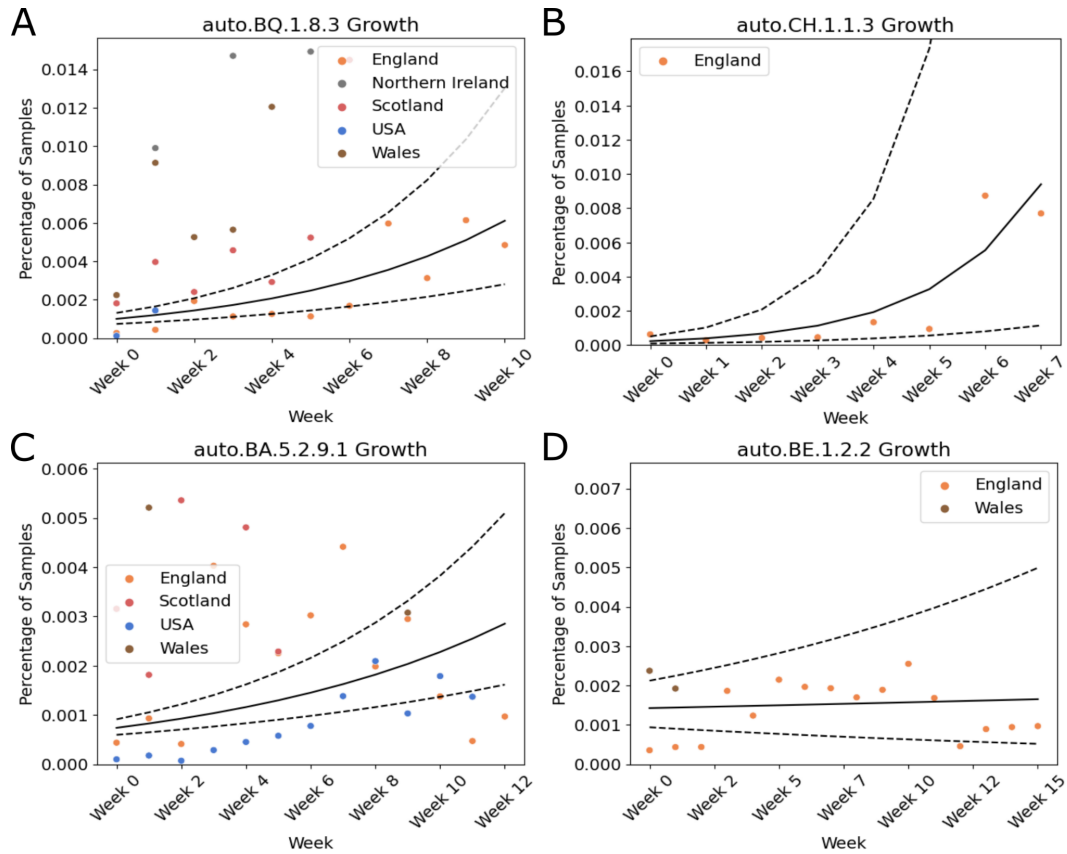 A
auto.BQ.1.8.3 Growth
Percentage of Samples
0.014
0.012
0.010
0.008
0.006
0.004
0.002
0.000
England
Northern Ireland
Scotland
USA
Wales
Week 0
Week 2
Week 4
Week 6
Week 8
Week 10
Week
B
auto.CH.1.1.3 Growth
Percentage of Samples
0.016
0.014
0.012
0.010
0.008
0.006
0.004
0.002
0.000
England
Week 0
Week 1
Week 2
Week 3
Week 4
Week 5
Week 6
Week 7
Week
C
auto.BA.5.2.9.1 Growth
Percentage of Samples
0.006
0.005
0.004
0.003
0.002
0.001
0.000
England
Scotland
USA
Wales
Week 0
Week 2
Week 4
Week 6
Week 8
Week 10
Week 12
Week
D
auto.BE.1.2.2 Growth
Percentage of Samples
0.007
0.006
0.005
0.004
0.003
0.002
0.001
0.000
England
Wales
Week 0
Week 2
Week 5
Week 7
Week 10
Week 12
Week 15
Week